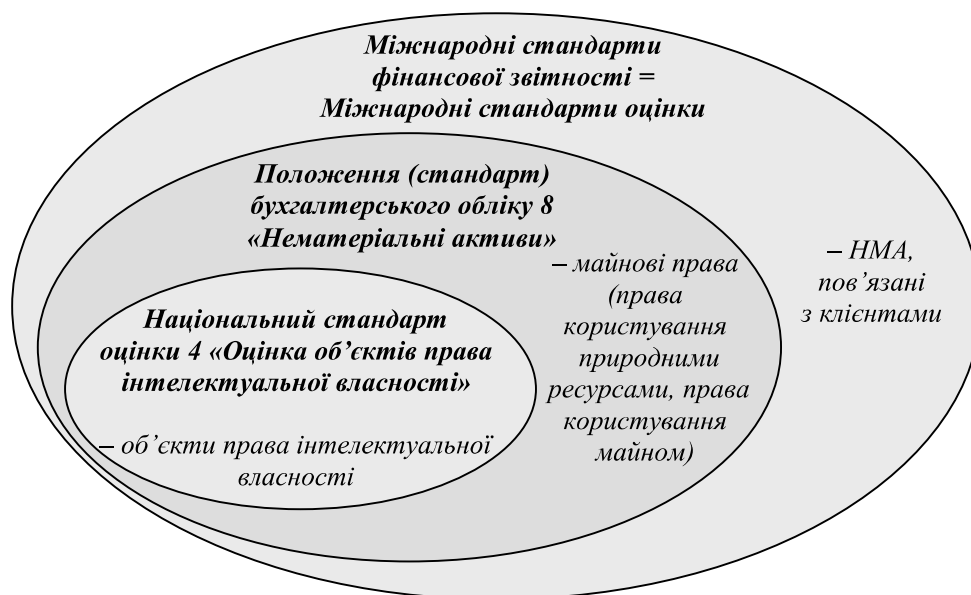 Міжнародні стандарти
фінансової звітності =
Міжнародні стандарти оцінки
Положення (стандарт)
бухгалтерського обліку 8
«Нематеріальні активи»
– майнові права
(права
користування
природними
ресурсами, права
користування
майном)
– НМА,
пов’язані
з клієнтами
Національний стандарт
оцінки 4 «Оцінка об’єктів права
інтелектуальної власності»
– об’єкти права інтелектуальної
власності